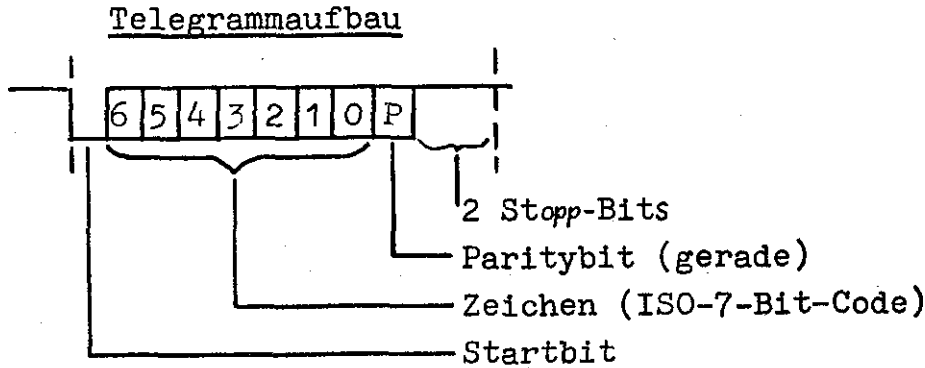 Telegrammaufbau
6 5 4 3 2 1 0 P
2 Stopp-Bits
Paritybit (gerade)
Zeichen (ISO-7-Bit-Code)
Startbit